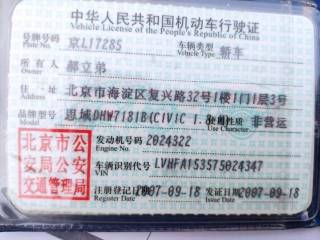 中华人民共和国机动车行驶证
Vehicle License of the People's Republic of China
号牌号码 京L17285 车辆类型 轿车
Plate No. Vehicle Type
所有人 郝立弟
Owner
住址 北京市海淀区复兴路32号1楼1门1层3号
Address
品牌型号 思域DHW7181B(CIVIC 1.8 使用性质 非营运
Model Use Character
北京市公 发动机号码 2024322
Engine No.
安局公安 车辆识别代号 LVHFA153575024347
VIN
交通管理局 注册登记日期 2007-09-18 发证日期 2007-09-18
Register Date Issue Date